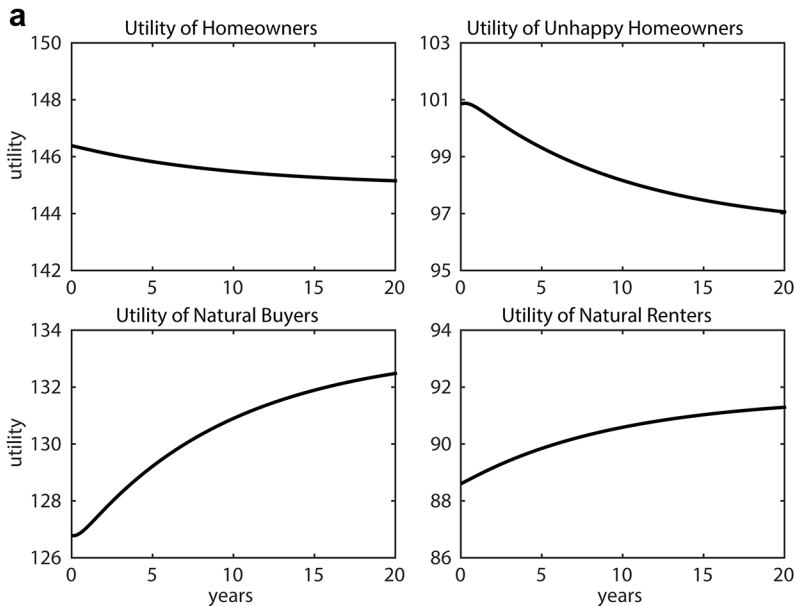 a
Utility of Homeowners
Utility of Unhappy Homeowners
150
148
146
144
142
utility
0 5 10 15 20
103
101
99
97
95
0 5 10 15 20
Utility of Natural Buyers
Utility of Natural Renters
134
132
130
128
126
utility
0 5 10 15 20
years
94
92
90
88
86
0 5 10 15 20
years